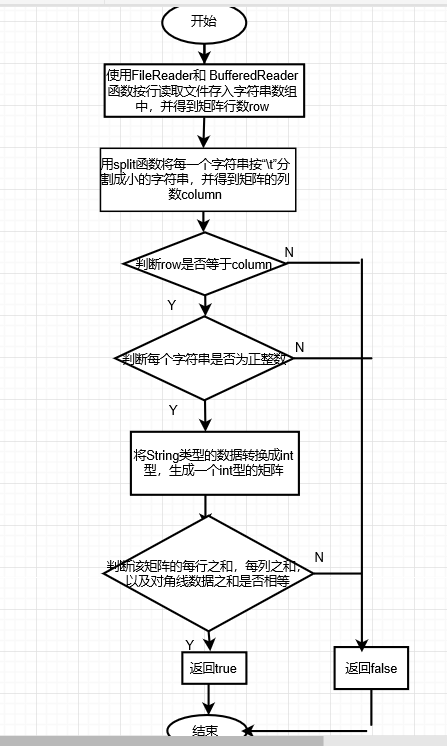 开始
使用FileReader和 BufferedReader
函数按行读取文件存入字符串数组
中，并得到矩阵行数row
用split函数将每一个字符串按“\t”分
割成小的字符串，并得到矩阵的列
数column
判断row是否等于column
N
Y
判断每个字符串是否为正整数
N
Y
将String类型的数据转换成int
型，生成一个int型的矩阵
判断该矩阵的每行之和，每列之和，
以及对角线数据之和是否相等
N
Y
返回true
返回false
结束